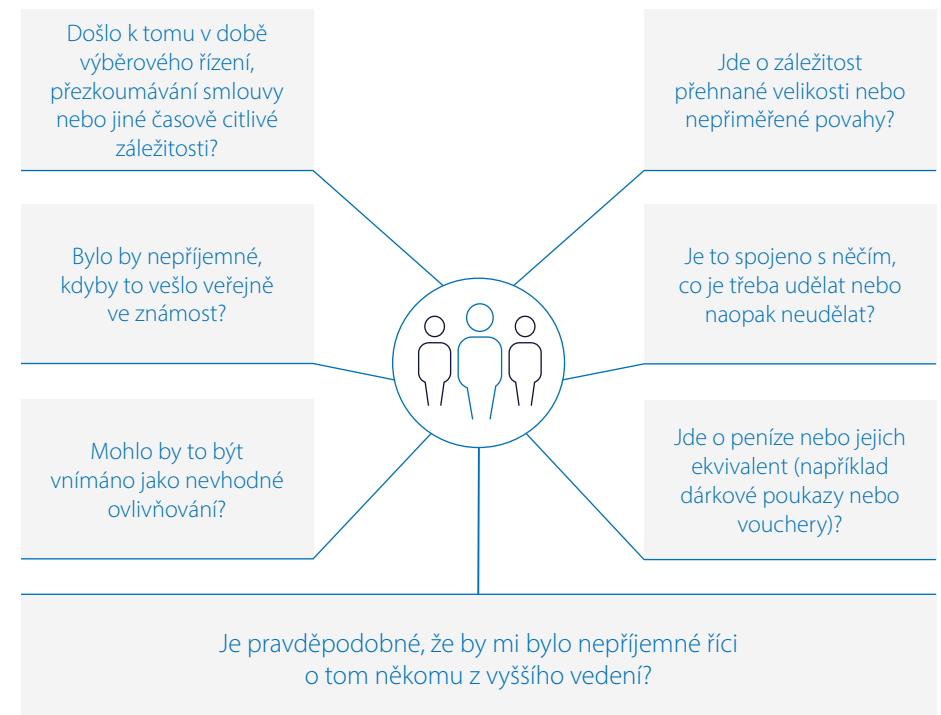 Došlo k tomu v době
výběrového řízení,
přezkoumávání smlouvy
nebo jiné časově citlivé
záležitosti?
Jde o záležitost
přehnané velikosti nebo
nepřiměřené povahy?
Bylo by nepříjemné,
kdyby to vešlo veřejně
ve známost?
Je to spojeno s něčím,
co je třeba udělat nebo
naopak neudělat?
Mohlo by to být
vnímáno jako nevhodné
ovlivňování?
Jde o peníze nebo jejich
ekvivalent (například
dárkové poukazy nebo
vouchery)?
Je pravděpodobné, že by mi bylo nepříjemné říci
o tom někomu z vyššího vedení?